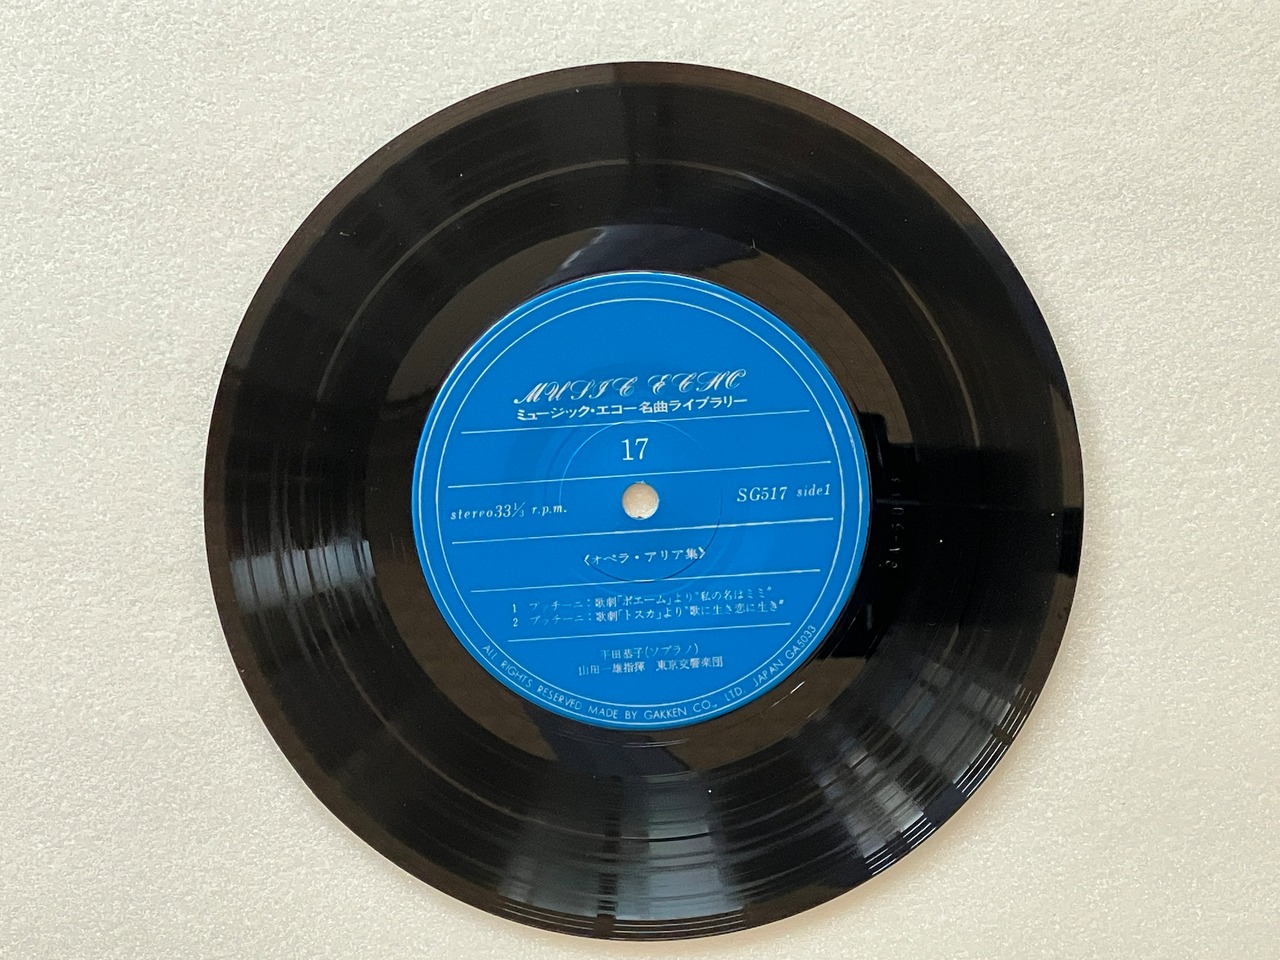 MUSIC ECHO
ミュージック・エコー名曲ライブラリー
17
stereo33⅓ r.p.m.
SG517 side1
《オペラ・アリア集》
1 プッチーニ：歌劇「ボエーム」より"私の名はミミ"
2 プッチーニ：歌劇「トスカ」より"歌に生き恋に生き"
平田恭子(ソプラノ)
山田一雄指揮 東京交響楽団
ALL RIGHTS RESERVED MADE BY GAKKEN CO., LTD. JAPAN GA5033